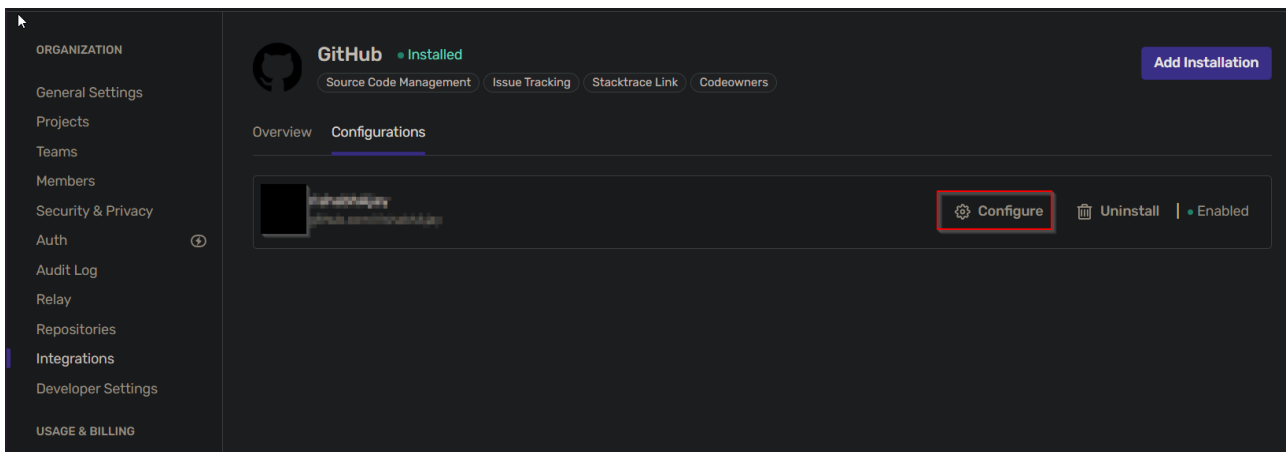 ORGANIZATION
General Settings
Projects
Teams
Members
Security & Privacy
Auth
Audit Log
Relay
Repositories
Integrations
Developer Settings
USAGE & BILLING
GitHub Installed
Source Code Management Issue Tracking Stacktrace Link Codeowners
Add Installation
Overview Configurations
Configure Uninstall Enabled